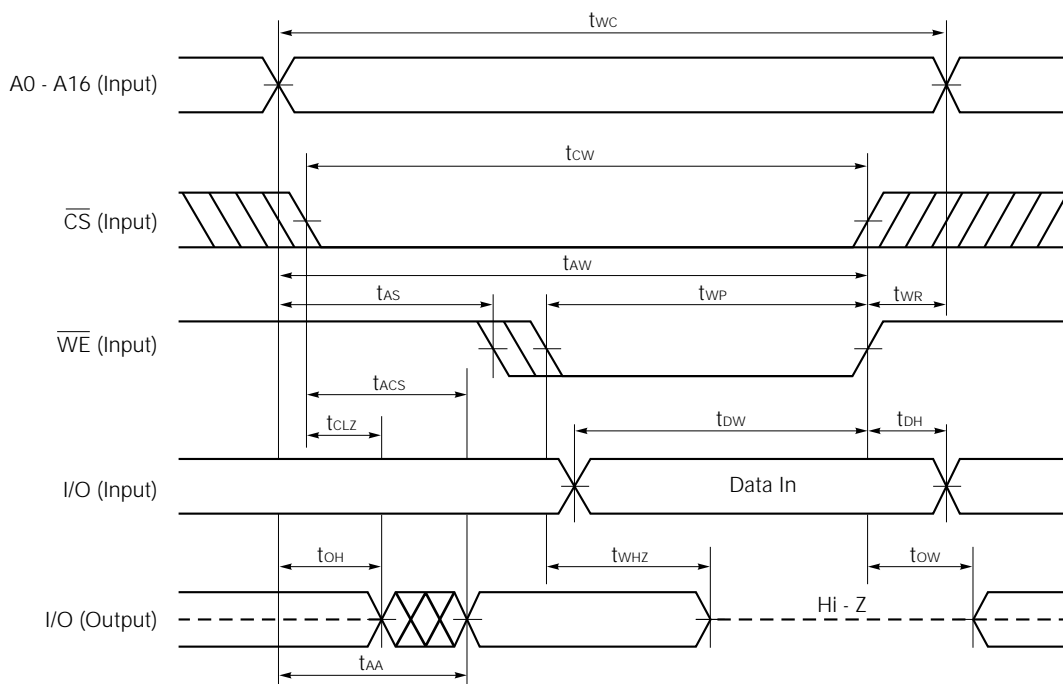 tWC
A0 - A16 (Input)
tCW
CS (Input)
tAW
tAS
tWP
tWR
WE (Input)
tACS
tCLZ
tDW
tDH
I/O (Input)
Data In
tOH
tWHZ
tOW
Hi - Z
I/O (Output)
tAA